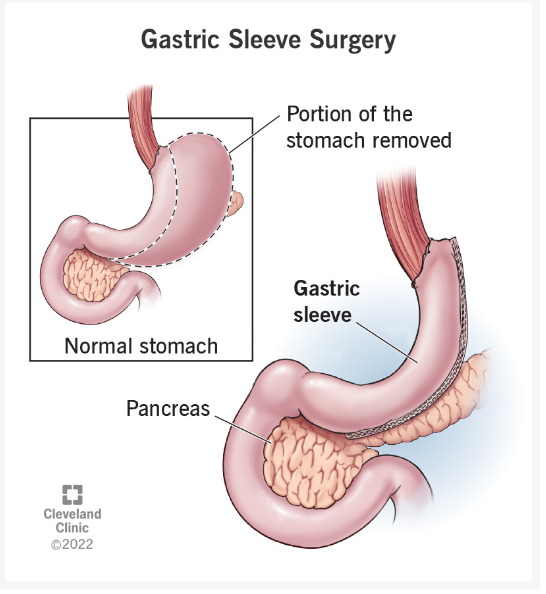 Gastric Sleeve Surgery
Portion of the
stomach removed
Normal stomach
Gastric
sleeve
Pancreas
Cleveland
Clinic
©2022